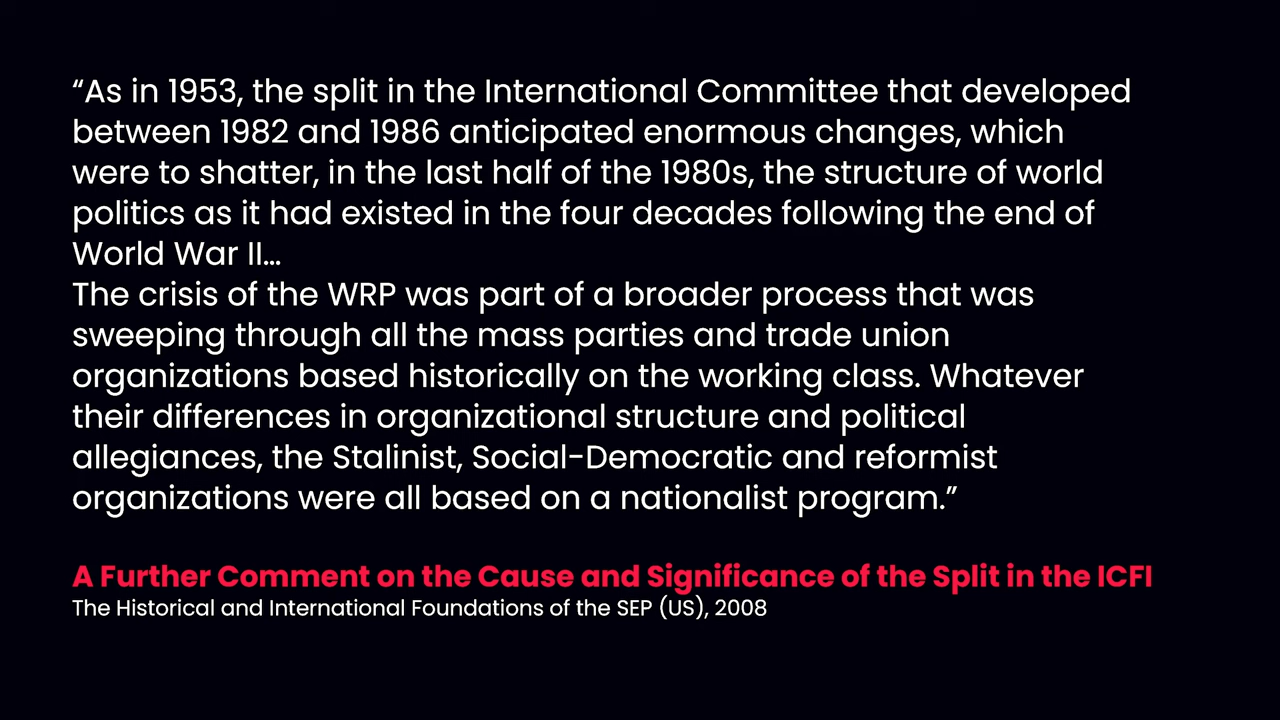 “As in 1953, the split in the International Committee that developed
between 1982 and 1986 anticipated enormous changes, which
were to shatter, in the last half of the 1980s, the structure of world
politics as it had existed in the four decades following the end of
World War II…
The crisis of the WRP was part of a broader process that was
sweeping through all the mass parties and trade union
organizations based historically on the working class. Whatever
their differences in organizational structure and political
allegiances, the Stalinist, Social-Democratic and reformist
organizations were all based on a nationalist program.”
A Further Comment on the Cause and Significance of the Split in the ICFI
The Historical and International Foundations of the SEP (US), 2008